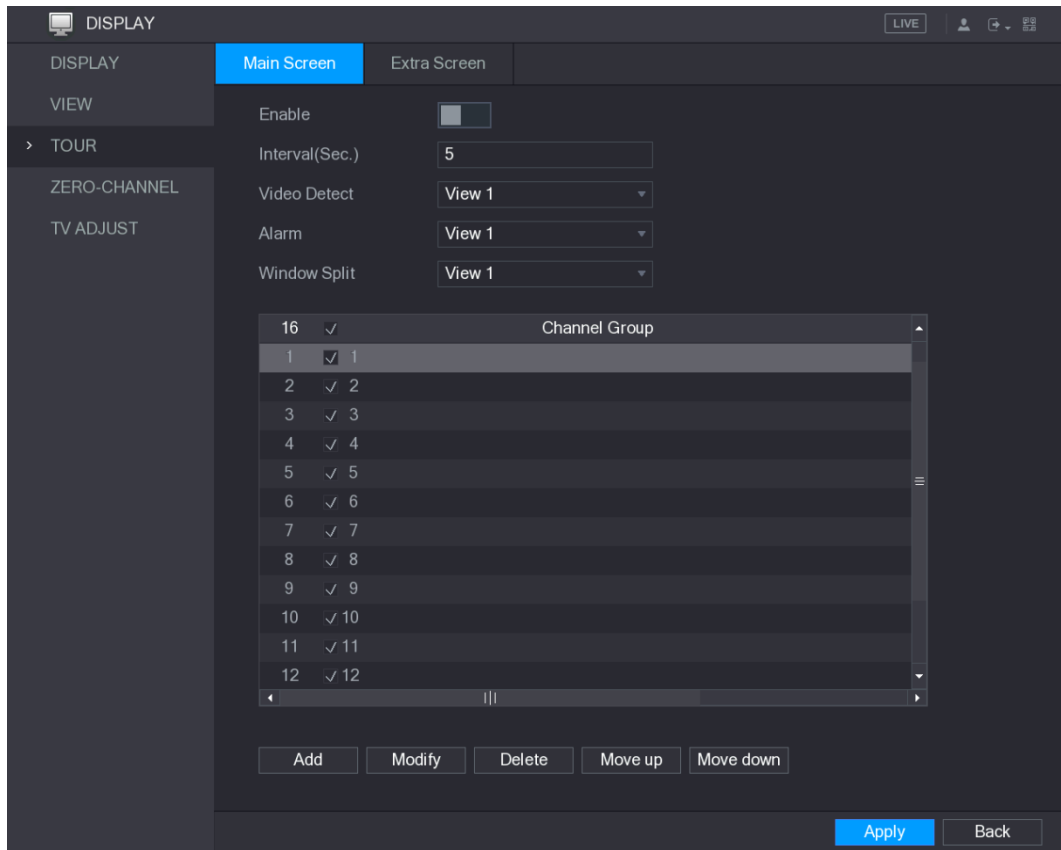 DISPLAY LIVE
DISPLAY
VIEW
TOUR
ZERO-CHANNEL
TV ADJUST
Main Screen Extra Screen
Enable
Interval(Sec.) 5
Video Detect View 1
Alarm View 1
Window Split View 1
16 Channel Group
1 1
2 2
3 3
4 4
5 5
6 6
7 7
8 8
9 9
10 10
11 11
12 12
Add Modify Delete Move up Move down
Apply Back